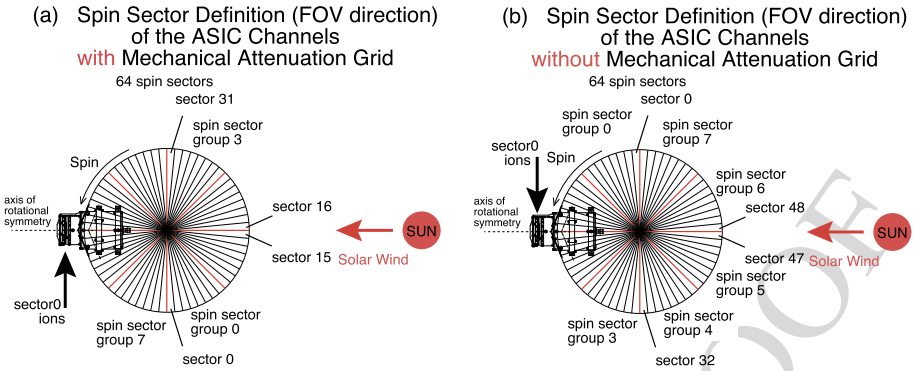 (a) Spin Sector Definition (FOV direction)
of the ASIC Channels
with Mechanical Attenuation Grid
64 spin sectors
sector 31
spin sector
group 3
Spin
axis of
rotational
symmetry
sector 16
SUN
sector 15
Solar Wind
sector0
ions
spin sector
group 7
spin sector
group 0
sector 0
(b) Spin Sector Definition (FOV direction)
of the ASIC Channels
without Mechanical Attenuation Grid
64 spin sectors
sector 0
spin sector
group 0
spin sector
group 7
sector0
ions
Spin
spin sector
group 6
axis of
rotational
symmetry
sector 48
SUN
sector 47
Solar Wind
spin sector
group 5
spin sector
group 3
spin sector
group 4
sector 32
OOF